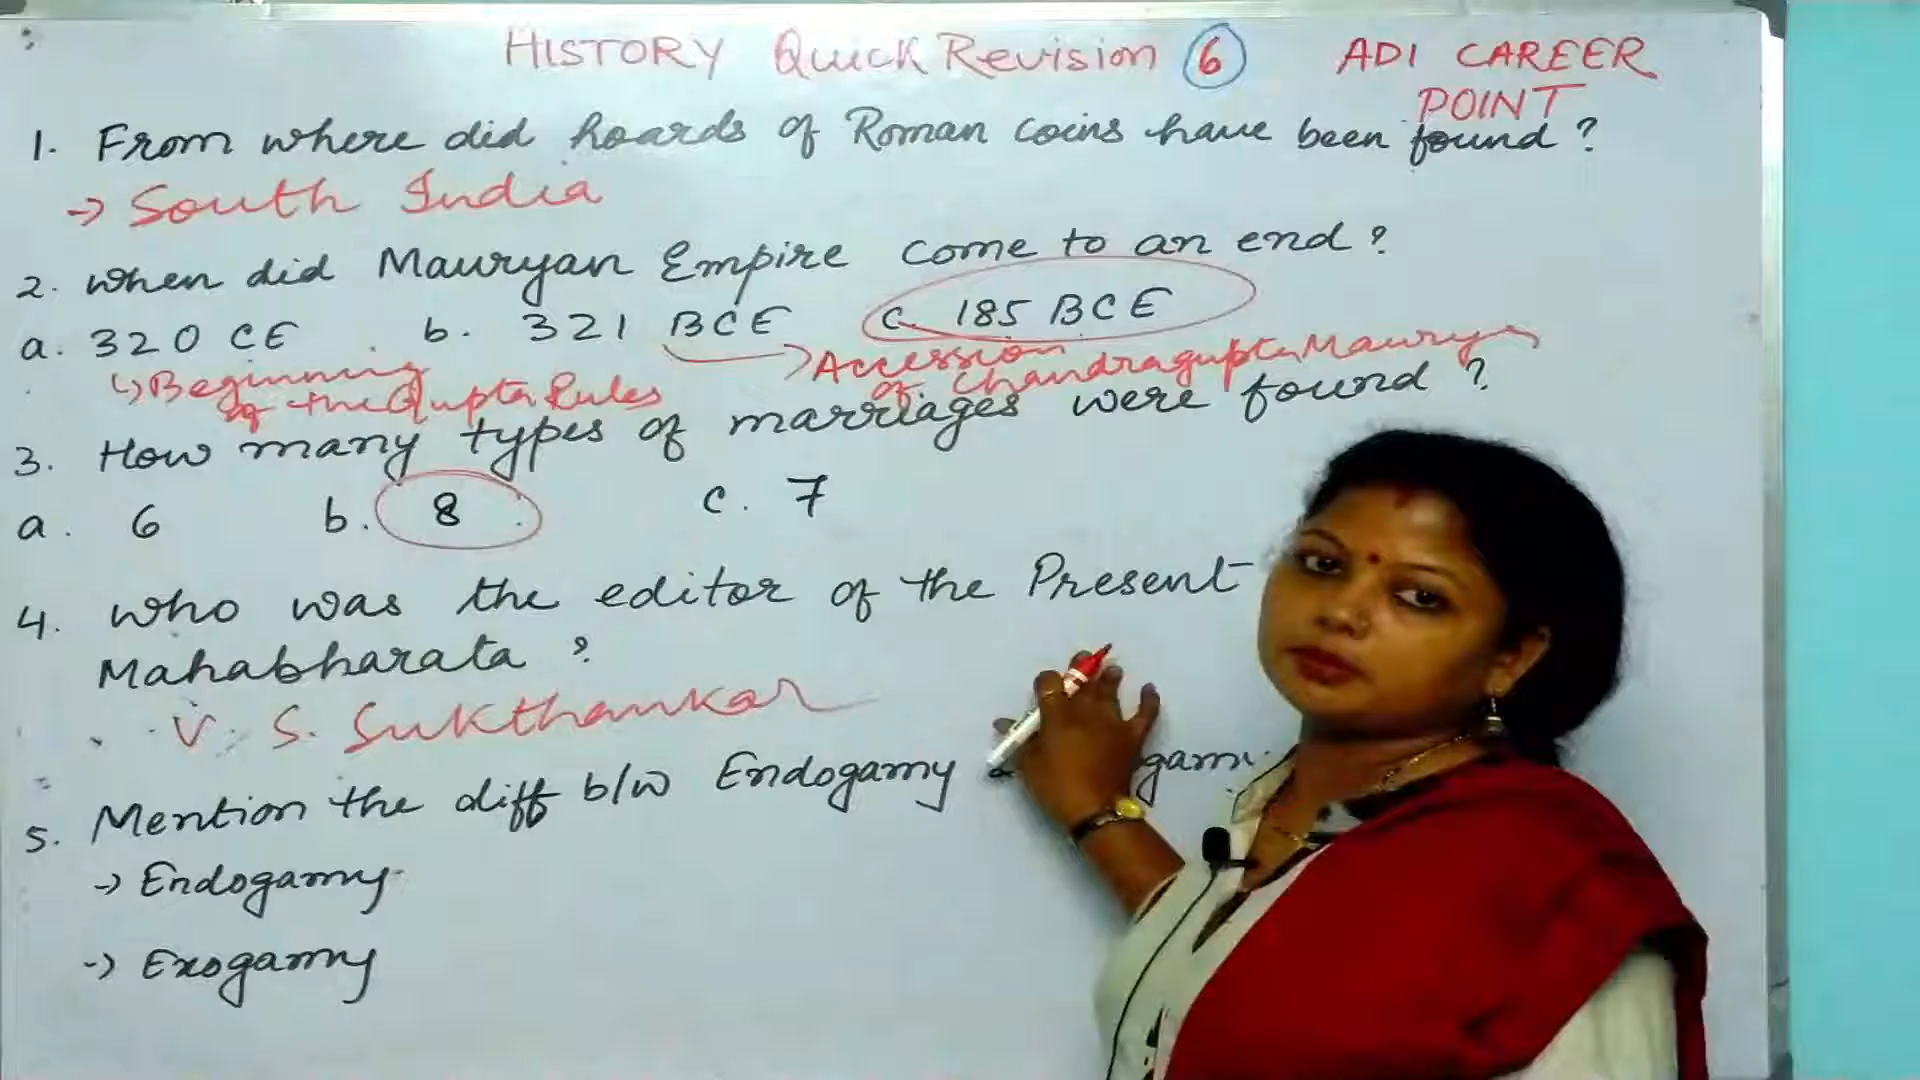 HISTORY Quick Revision 6 ADI CAREER POINT
1. From where did hoards of Roman coins have been found?
-> South India
2. When did Mauryan Empire come to an end?
a. 320 CE b. 321 BCE c. 185 BCE
Beginning of the Gupta Rules
Accession of Chandragupta Maurya
3. How many types of marriages were found?
a. 6 b. 8 c. 7
4. Who was the editor of the Present
Mahabharata?
V. S. Sukthankar
5. Mention the diff b/w Endogamy
-> Endogamy
-> Exogamy